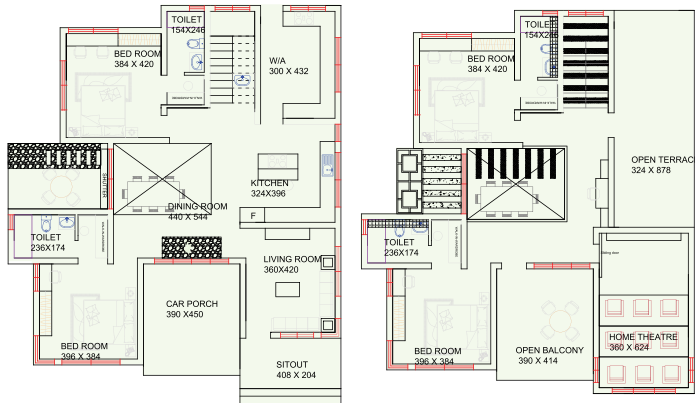 TOILET
154X246
BED ROOM
384 X 420
W/A
300 X 432
SHUTTER
KITCHEN
324X396
DINING ROOM
440 X 544
F
TOILET
236X174
LIVING ROOM
360X420
CAR PORCH
390 X450
BED ROOM
396 X 384
SITOUT
408 X 204
TOILET
154X246
BED ROOM
384 X 420
OPEN TERRAC
324 X 878
TOILET
236X174
BED ROOM
396 X 384
OPEN BALCONY
390 X 414
HOME THEATRE
360 X 624